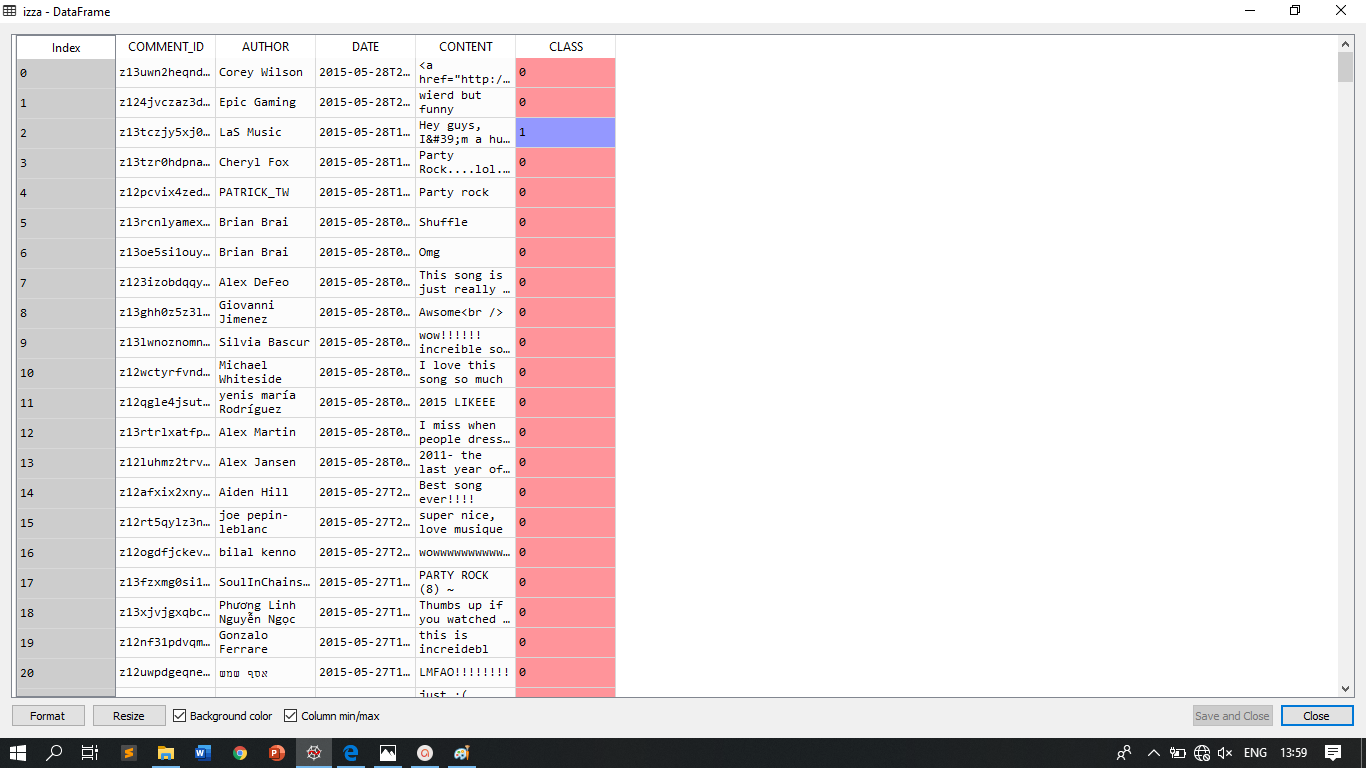 izza - DataFrame
Index COMMENT_ID AUTHOR DATE CONTENT CLASS
0 z13uwn2heqnd… Corey Wilson 2015-05-28T2… <a href="http:/… 0
1 z124jvczaz3d… Epic Gaming 2015-05-28T2… wierd but funny 0
2 z13tczjy5xj0… LaS Music 2015-05-28T1… Hey guys, I&#39;m a hu… 1
3 z13tzr0hdpna… Cheryl Fox 2015-05-28T1… Party Rock....lol.… 0
4 z12pcvix4zed… PATRICK_TW 2015-05-28T1… Party rock 0
5 z13rcnlyamex… Brian Brai 2015-05-28T0… Shuffle 0
6 z13oe5si1ouy… Brian Brai 2015-05-28T0… Omg 0
7 z123izobdqqy… Alex DeFeo 2015-05-28T0… This song is just really … 0
8 z13ghh0z5z3l… Giovanni Jimenez 2015-05-28T0… Awsome<br /> 0
9 z13lwnoznomn… Silvia Bascur 2015-05-28T0… wow!!!!!! increible so… 0
10 z12wctyrfvnd… Michael Whiteside 2015-05-28T0… I love this song so much 0
11 z12qgle4jsut… yenis maría Rodríguez 2015-05-28T0… 2015 LIKEEE 0
12 z13rtrlxatfp… Alex Martin 2015-05-28T0… I miss when people dress… 0
13 z12luhmz2trv… Alex Jansen 2015-05-28T0… 2011- the last year of… 0
14 z12afxix2xny… Aiden Hill 2015-05-27T2… Best song ever!!!! 0
15 z12rt5qylz3n… joe pepin-leblanc 2015-05-27T2… super nice, love musique 0
16 z12ogdfjckev… bilal kenno 2015-05-27T2… wowwwwwwwwww… 0
17 z13fzxmg0si1… SoulInChains… 2015-05-27T1… PARTY ROCK (8) ~ 0
18 z13xjvjgxqbc… Phương Linh Nguyễn Ngọc 2015-05-27T1… Thumbs up if you watched … 0
19 z12nf31pdvqm… Gonzalo Ferrare 2015-05-27T1… this is increidebl 0
20 z12uwpdgeqne… אסף שמש 2015-05-27T1… LMFAO!!!!!!!! 0
just :(
Format Resize Background color Column min/max Save and Close Close
ENG 13:59